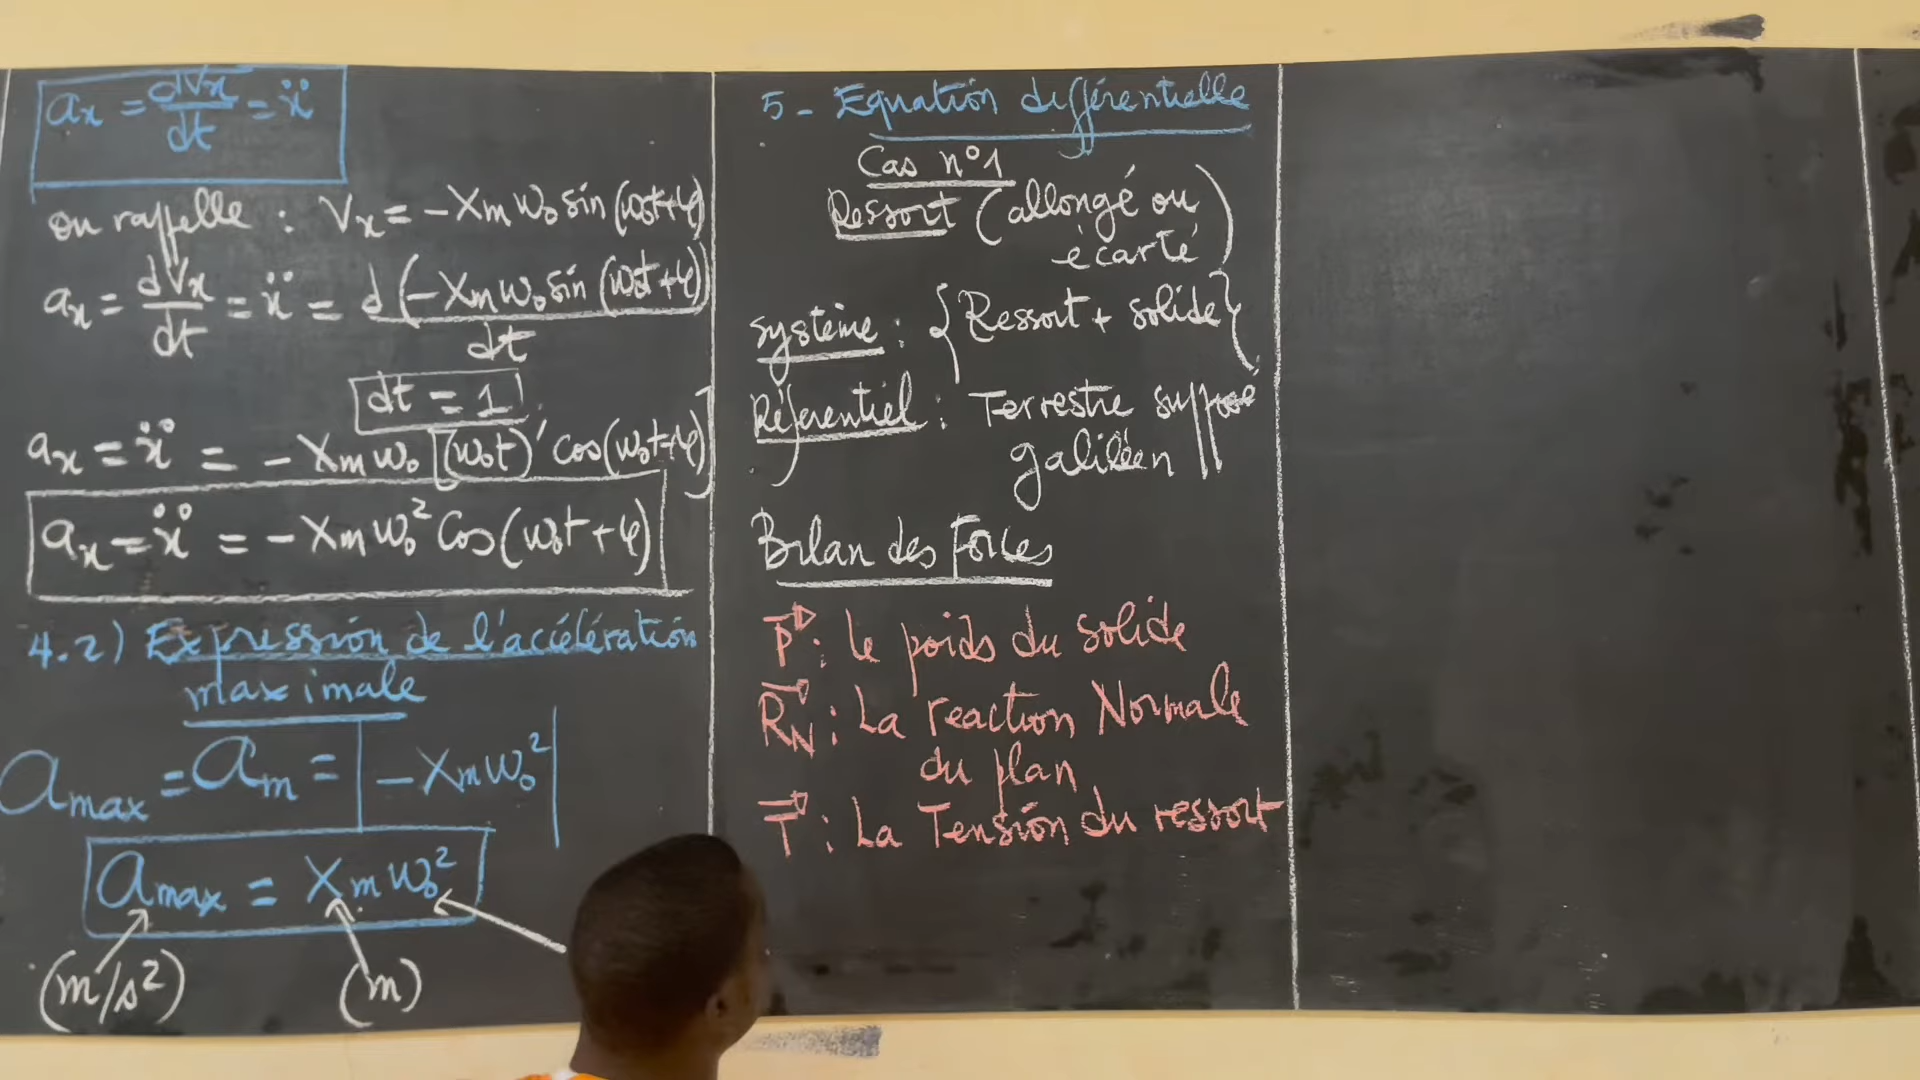 ax = dVx/dt = ẍ
on rappelle : Vx = -Xm ω₀ sin (ω₀t+φ)
ax = dVx/dt = ẍ = d(-Xm ω₀ sin (ω₀t+φ))/dt
dt = 1
ax = ẍ = -Xm ω₀ [(ω₀t)' cos(ω₀t+φ)]
ax = ẍ = -Xm ω₀² Cos(ω₀t+φ)
4.2) Expression de l'accélération
maximale
amax = am = |-Xm ω₀²|
amax = Xm ω₀²
(m/s²) (m)
5 - Equation différentielle
Cas n°1
Ressort (allongé ou
écarté)
système : {Ressort + solide}
Réferentiel : Terrestre supposé
galiléen
Bilan des Forces
P⃗ : le poids du solide
R⃗N : La reaction Normale
du plan
T⃗ : La Tension du ressort